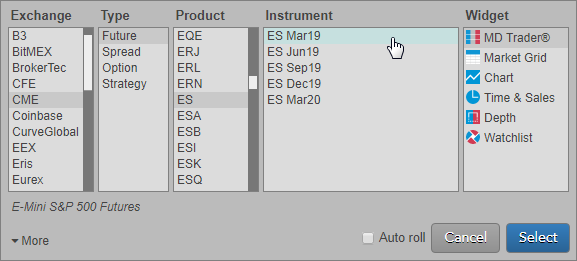 Exchange Type Product Instrument Widget
B3 Future EQE ES Mar19 MD Trader®
BitMEX Spread ERJ ES Jun19 Market Grid
BrokerTec Option ERL ES Sep19 Chart
CFE Strategy ERN ES Dec19 Time & Sales
CME ES ES Mar20 Depth
Coinbase ESA Watchlist
CurveGlobal ESB
EEX ESI
Eris ESK
Eurex ESQ
E-Mini S&P 500 Futures
More Auto roll Cancel Select